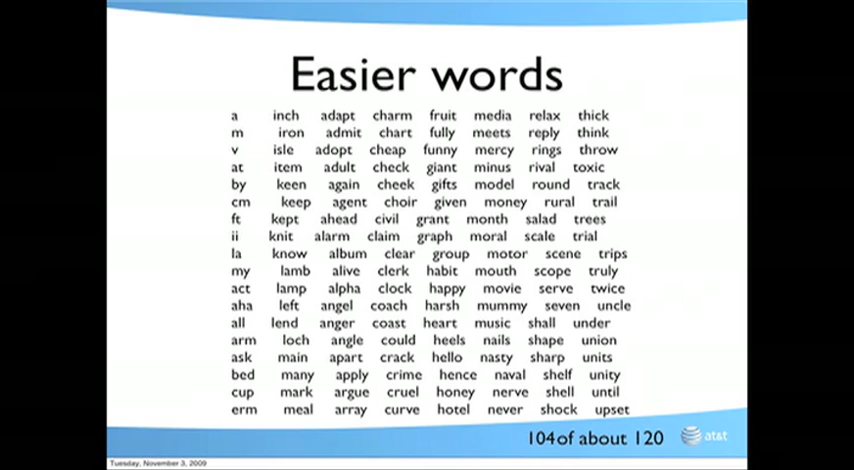 Easier words
a inch adapt charm fruit media relax thick
m iron admit chart fully meets reply think
v isle adopt cheap funny mercy rings throw
at item adult check giant minus rival toxic
by keen again cheek gifts model round track
cm keep agent choir given money rural trail
ft kept ahead civil grant month salad trees
ii knit alarm claim graph moral scale trial
la know album clear group motor scene trips
my lamb alive clerk habit mouth scope truly
act lamp alpha clock happy movie serve twice
aha left angel coach harsh mummy seven uncle
all lend anger coast heart music shall under
arm loch angle could heels nails shape union
ask main apart crack hello nasty sharp units
bed many apply crime hence naval shelf unity
cup mark argue cruel honey nerve shell until
erm meal array curve hotel never shock upset
104of about 120
at&t
Tuesday, November 3, 2009